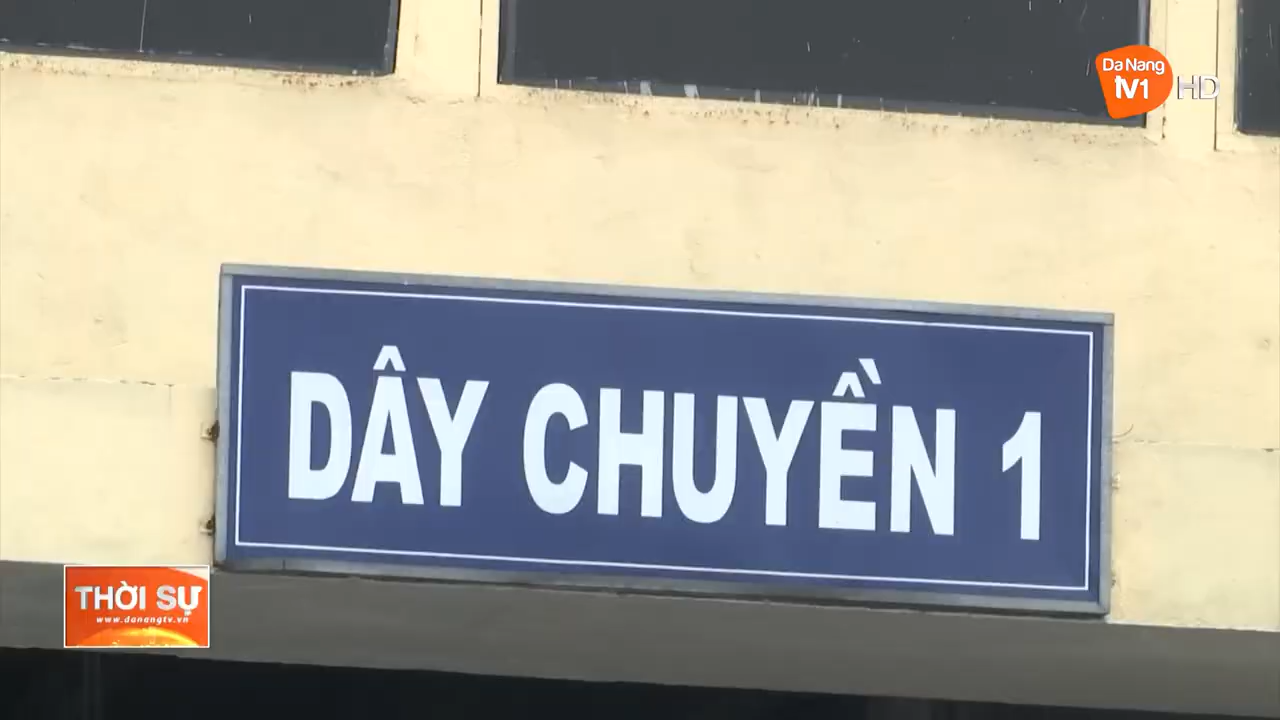 Da Nang
TV1 HD
DÂY CHUYỀN 1
THỜI SỰ
www.danangtv.vn